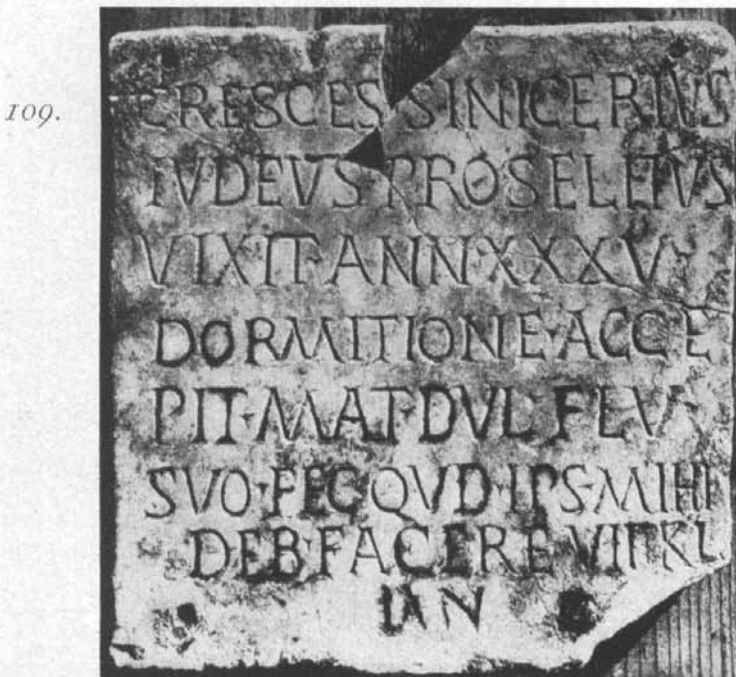 109.
CRESCES SINICERIVS
IVDEVS PROSELITVS
VIXIT·ANN·XXXV·
DORMITIONE·ACCE
PIT·MAT·DVL·FLV·
SVO·FEC·QVD·IPS·MIHI
DEB·FACERE VIII·KL
IAN